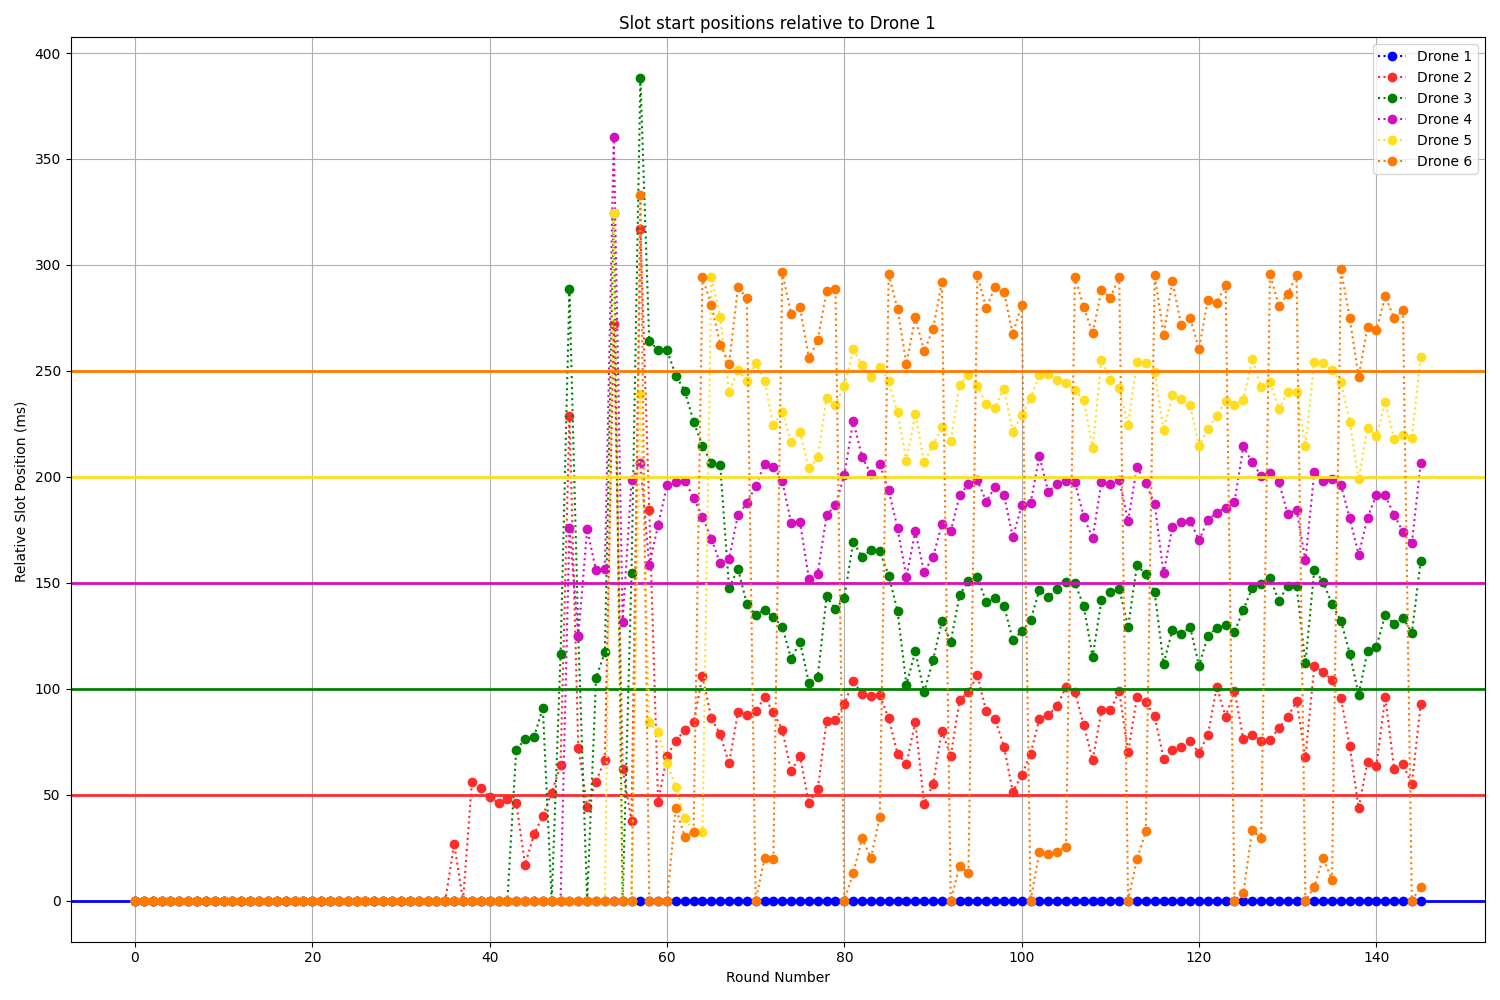 Slot start positions relative to Drone 1
Relative Slot Position (ms)
400
350
300
250
200
150
100
50
0
0 20 40 60 80 100 120 140
Round Number
Drone 1
Drone 2
Drone 3
Drone 4
Drone 5
Drone 6